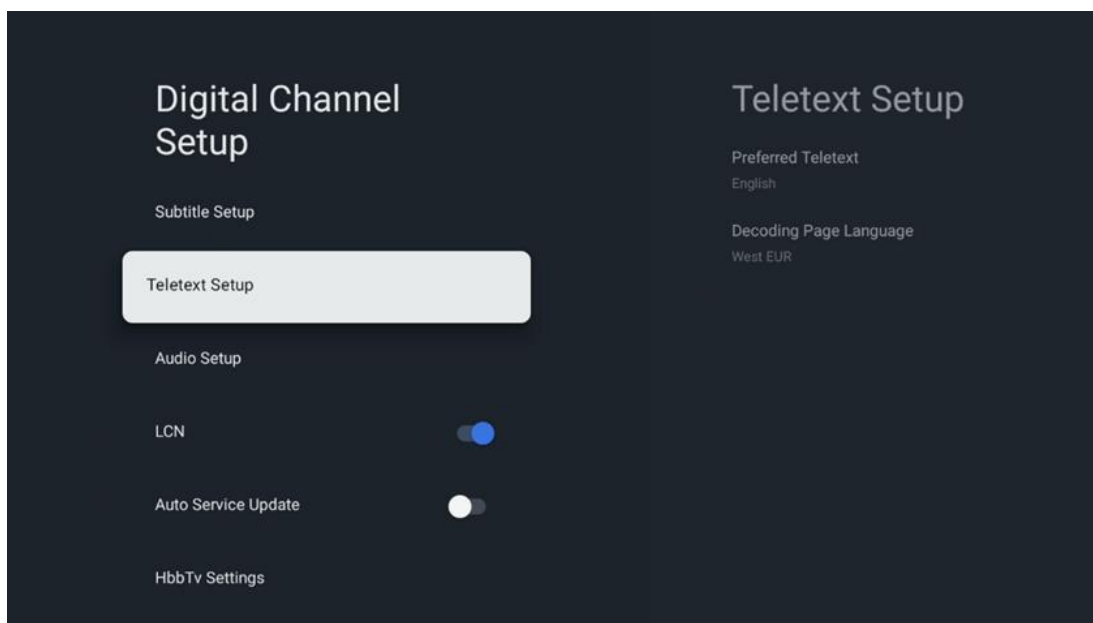 Digital Channel
Setup
Subtitle Setup
Teletext Setup
Audio Setup
LCN
Auto Service Update
HbbTv Settings
Teletext Setup
Preferred Teletext
English
Decoding Page Language
West EUR